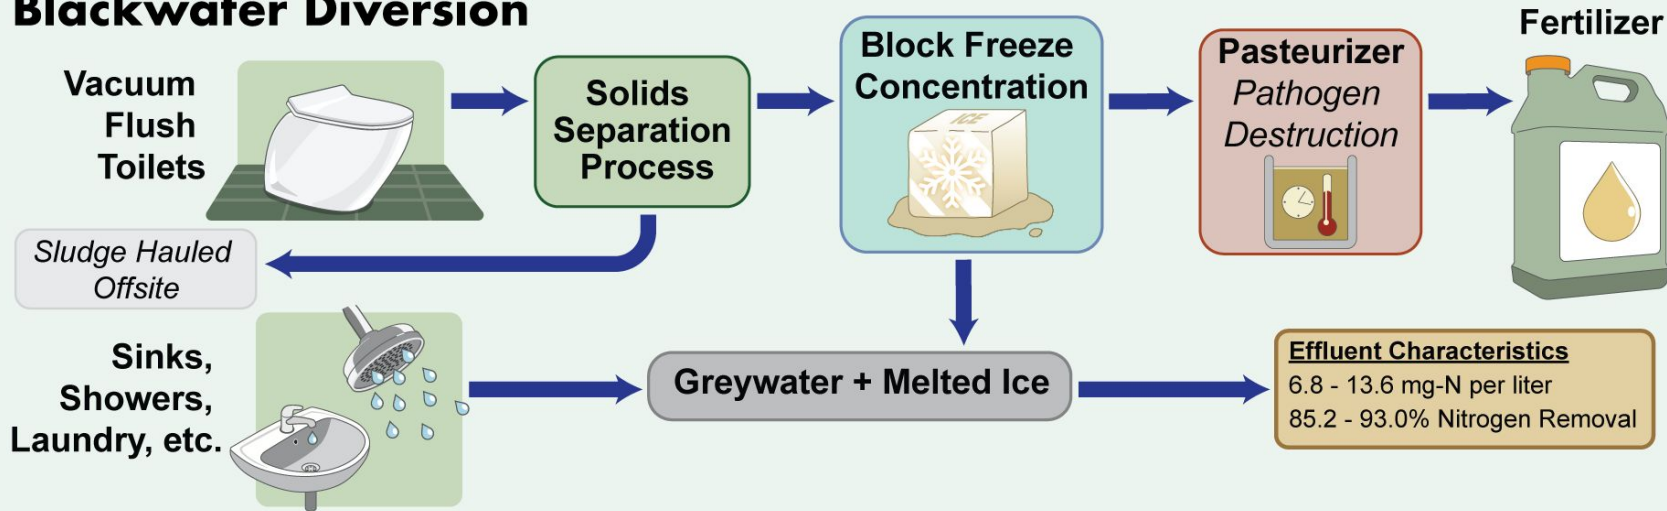 Blackwater Diversion
Vacuum
Flush
Toilets
Solids
Separation
Process
Block Freeze
Concentration
ICE
Pasteurizer
Pathogen
Destruction
Fertilizer
Sludge Hauled
Offsite
Sinks,
Showers,
Laundry, etc.
Greywater + Melted Ice
Effluent Characteristics
6.8 - 13.6 mg-N per liter
85.2 - 93.0% Nitrogen Removal